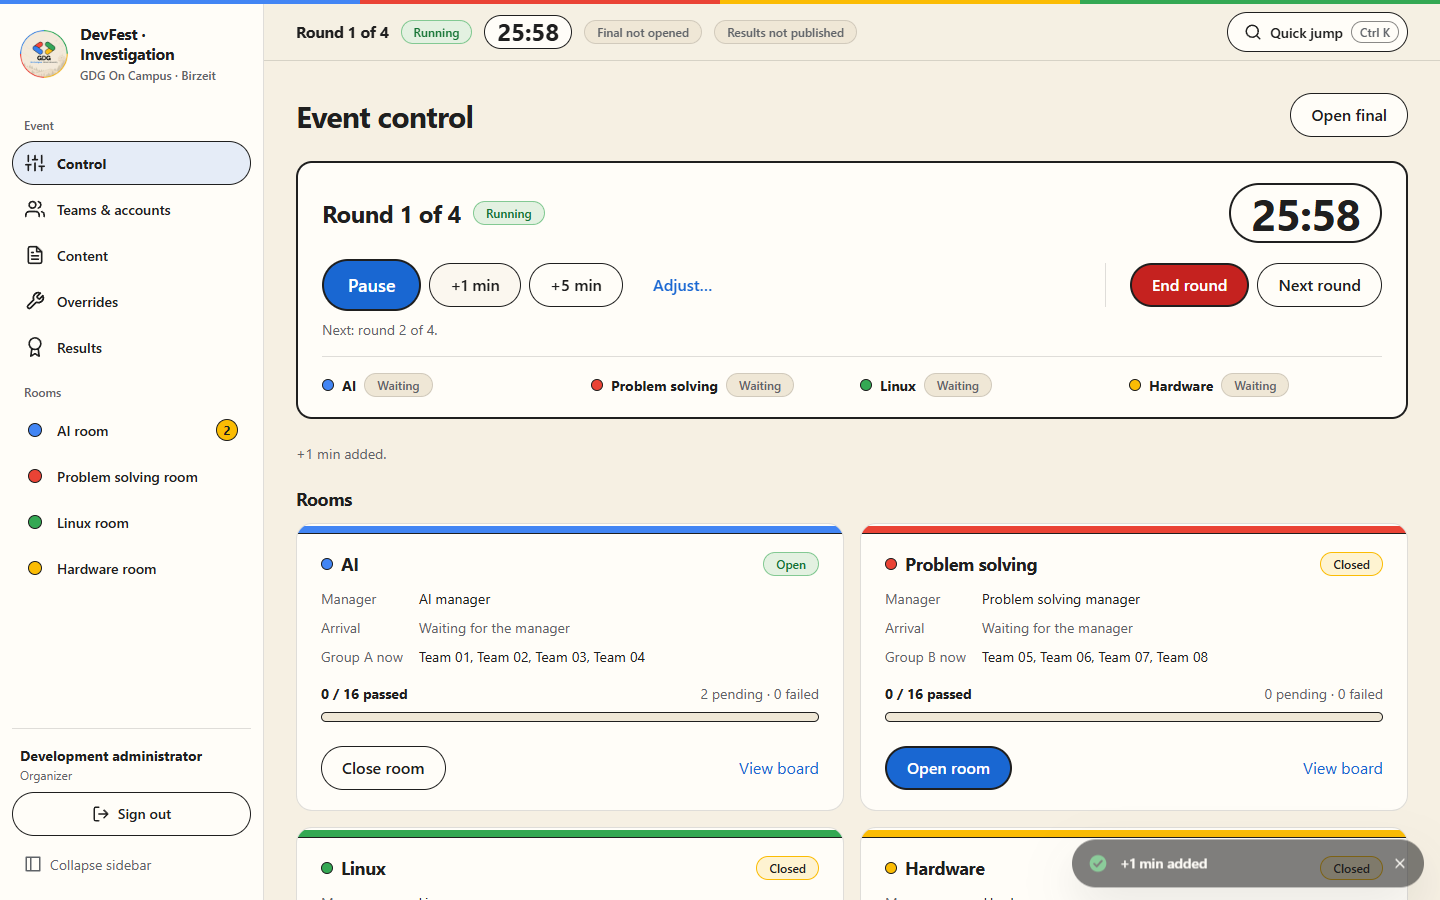 DevFest ·
Investigation
GDG On Campus · Birzeit
GDG
Round 1 of 4
Running
25:58
Final not opened
Results not published
Quick jump
Ctrl K
Event
Control
Teams & accounts
Content
Overrides
Results
Rooms
AI room
2
Problem solving room
Linux room
Hardware room
Development administrator
Organizer
Sign out
Collapse sidebar
Event control
Open final
Round 1 of 4
Running
25:58
Pause
+1 min
+5 min
Adjust...
End round
Next round
Next: round 2 of 4.
AI
Waiting
Problem solving
Waiting
Linux
Waiting
Hardware
Waiting
+1 min added.
Rooms
AI
Open
Manager
AI manager
Arrival
Waiting for the manager
Group A now
Team 01, Team 02, Team 03, Team 04
0 / 16 passed
2 pending · 0 failed
Close room
View board
Problem solving
Closed
Manager
Problem solving manager
Arrival
Waiting for the manager
Group B now
Team 05, Team 06, Team 07, Team 08
0 / 16 passed
0 pending · 0 failed
Open room
View board
Linux
Closed
Hardware
Closed
+1 min added